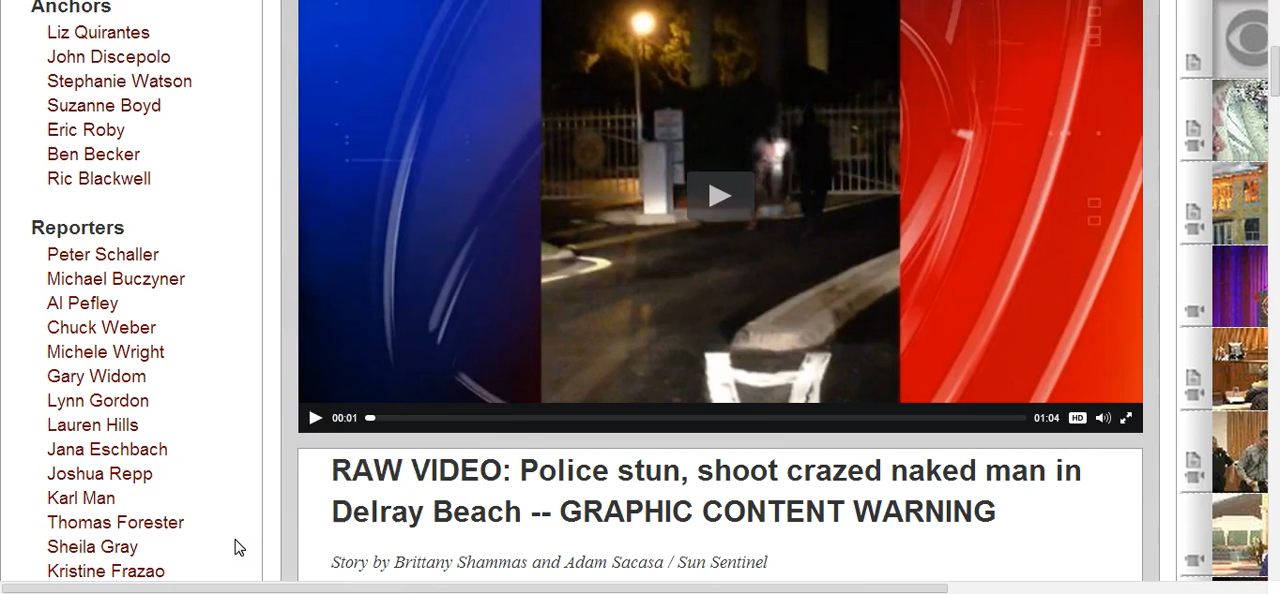 Anchors
Liz Quirantes
John Discepolo
Stephanie Watson
Suzanne Boyd
Eric Roby
Ben Becker
Ric Blackwell
Reporters
Peter Schaller
Michael Buczyner
Al Pefley
Chuck Weber
Michele Wright
Gary Widom
Lynn Gordon
Lauren Hills
Jana Eschbach
Joshua Repp
Karl Man
Thomas Forester
Sheila Gray
Kristine Frazao
00:01
01:04
HD
RAW VIDEO: Police stun, shoot crazed naked man in
Delray Beach -- GRAPHIC CONTENT WARNING
Story by Brittany Shammas and Adam Sacasa / Sun Sentinel